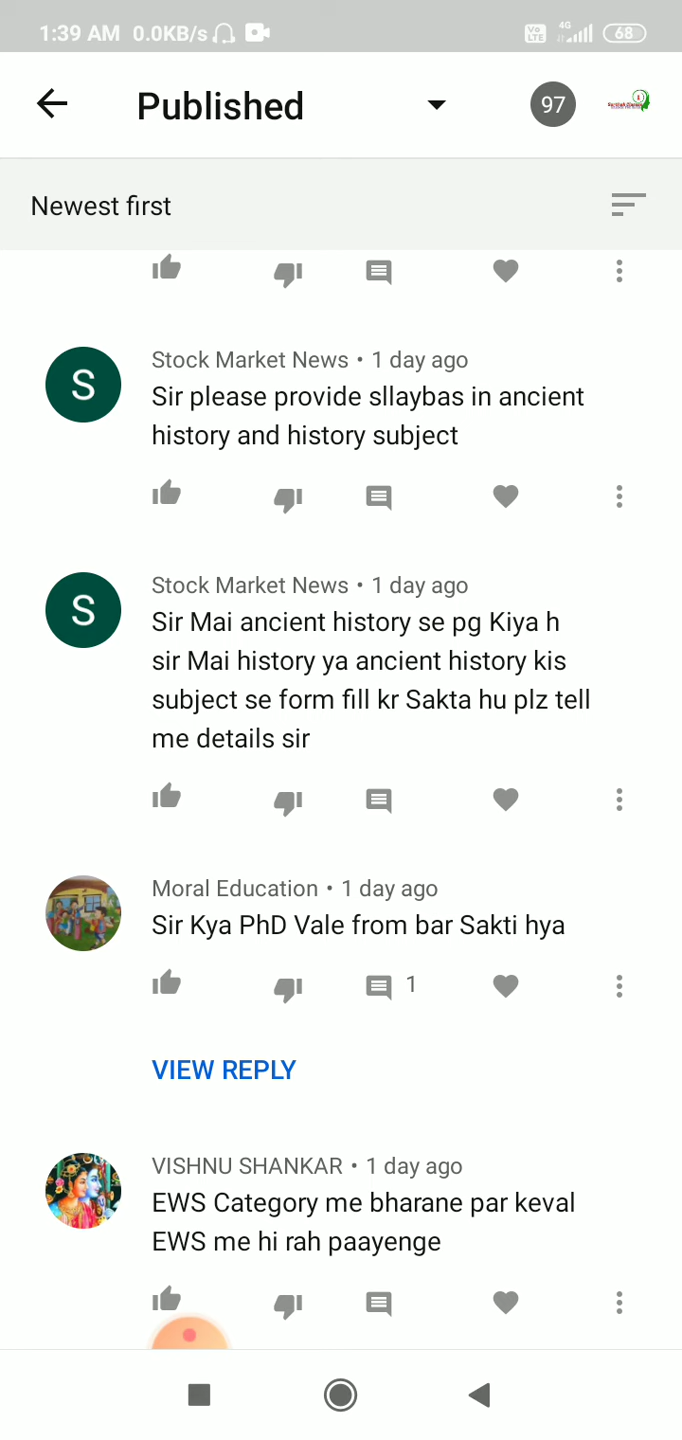 1:39 AM 0.0KB/s Vo LTE 4G 68
Published 97
Newest first
Stock Market News • 1 day ago
Sir please provide sllaybas in ancient
history and history subject
Stock Market News • 1 day ago
Sir Mai ancient history se pg Kiya h
sir Mai history ya ancient history kis
subject se form fill kr Sakta hu plz tell
me details sir
Moral Education • 1 day ago
Sir Kya PhD Vale from bar Sakti hya
1
VIEW REPLY
VISHNU SHANKAR • 1 day ago
EWS Category me bharane par keval
EWS me hi rah paayenge